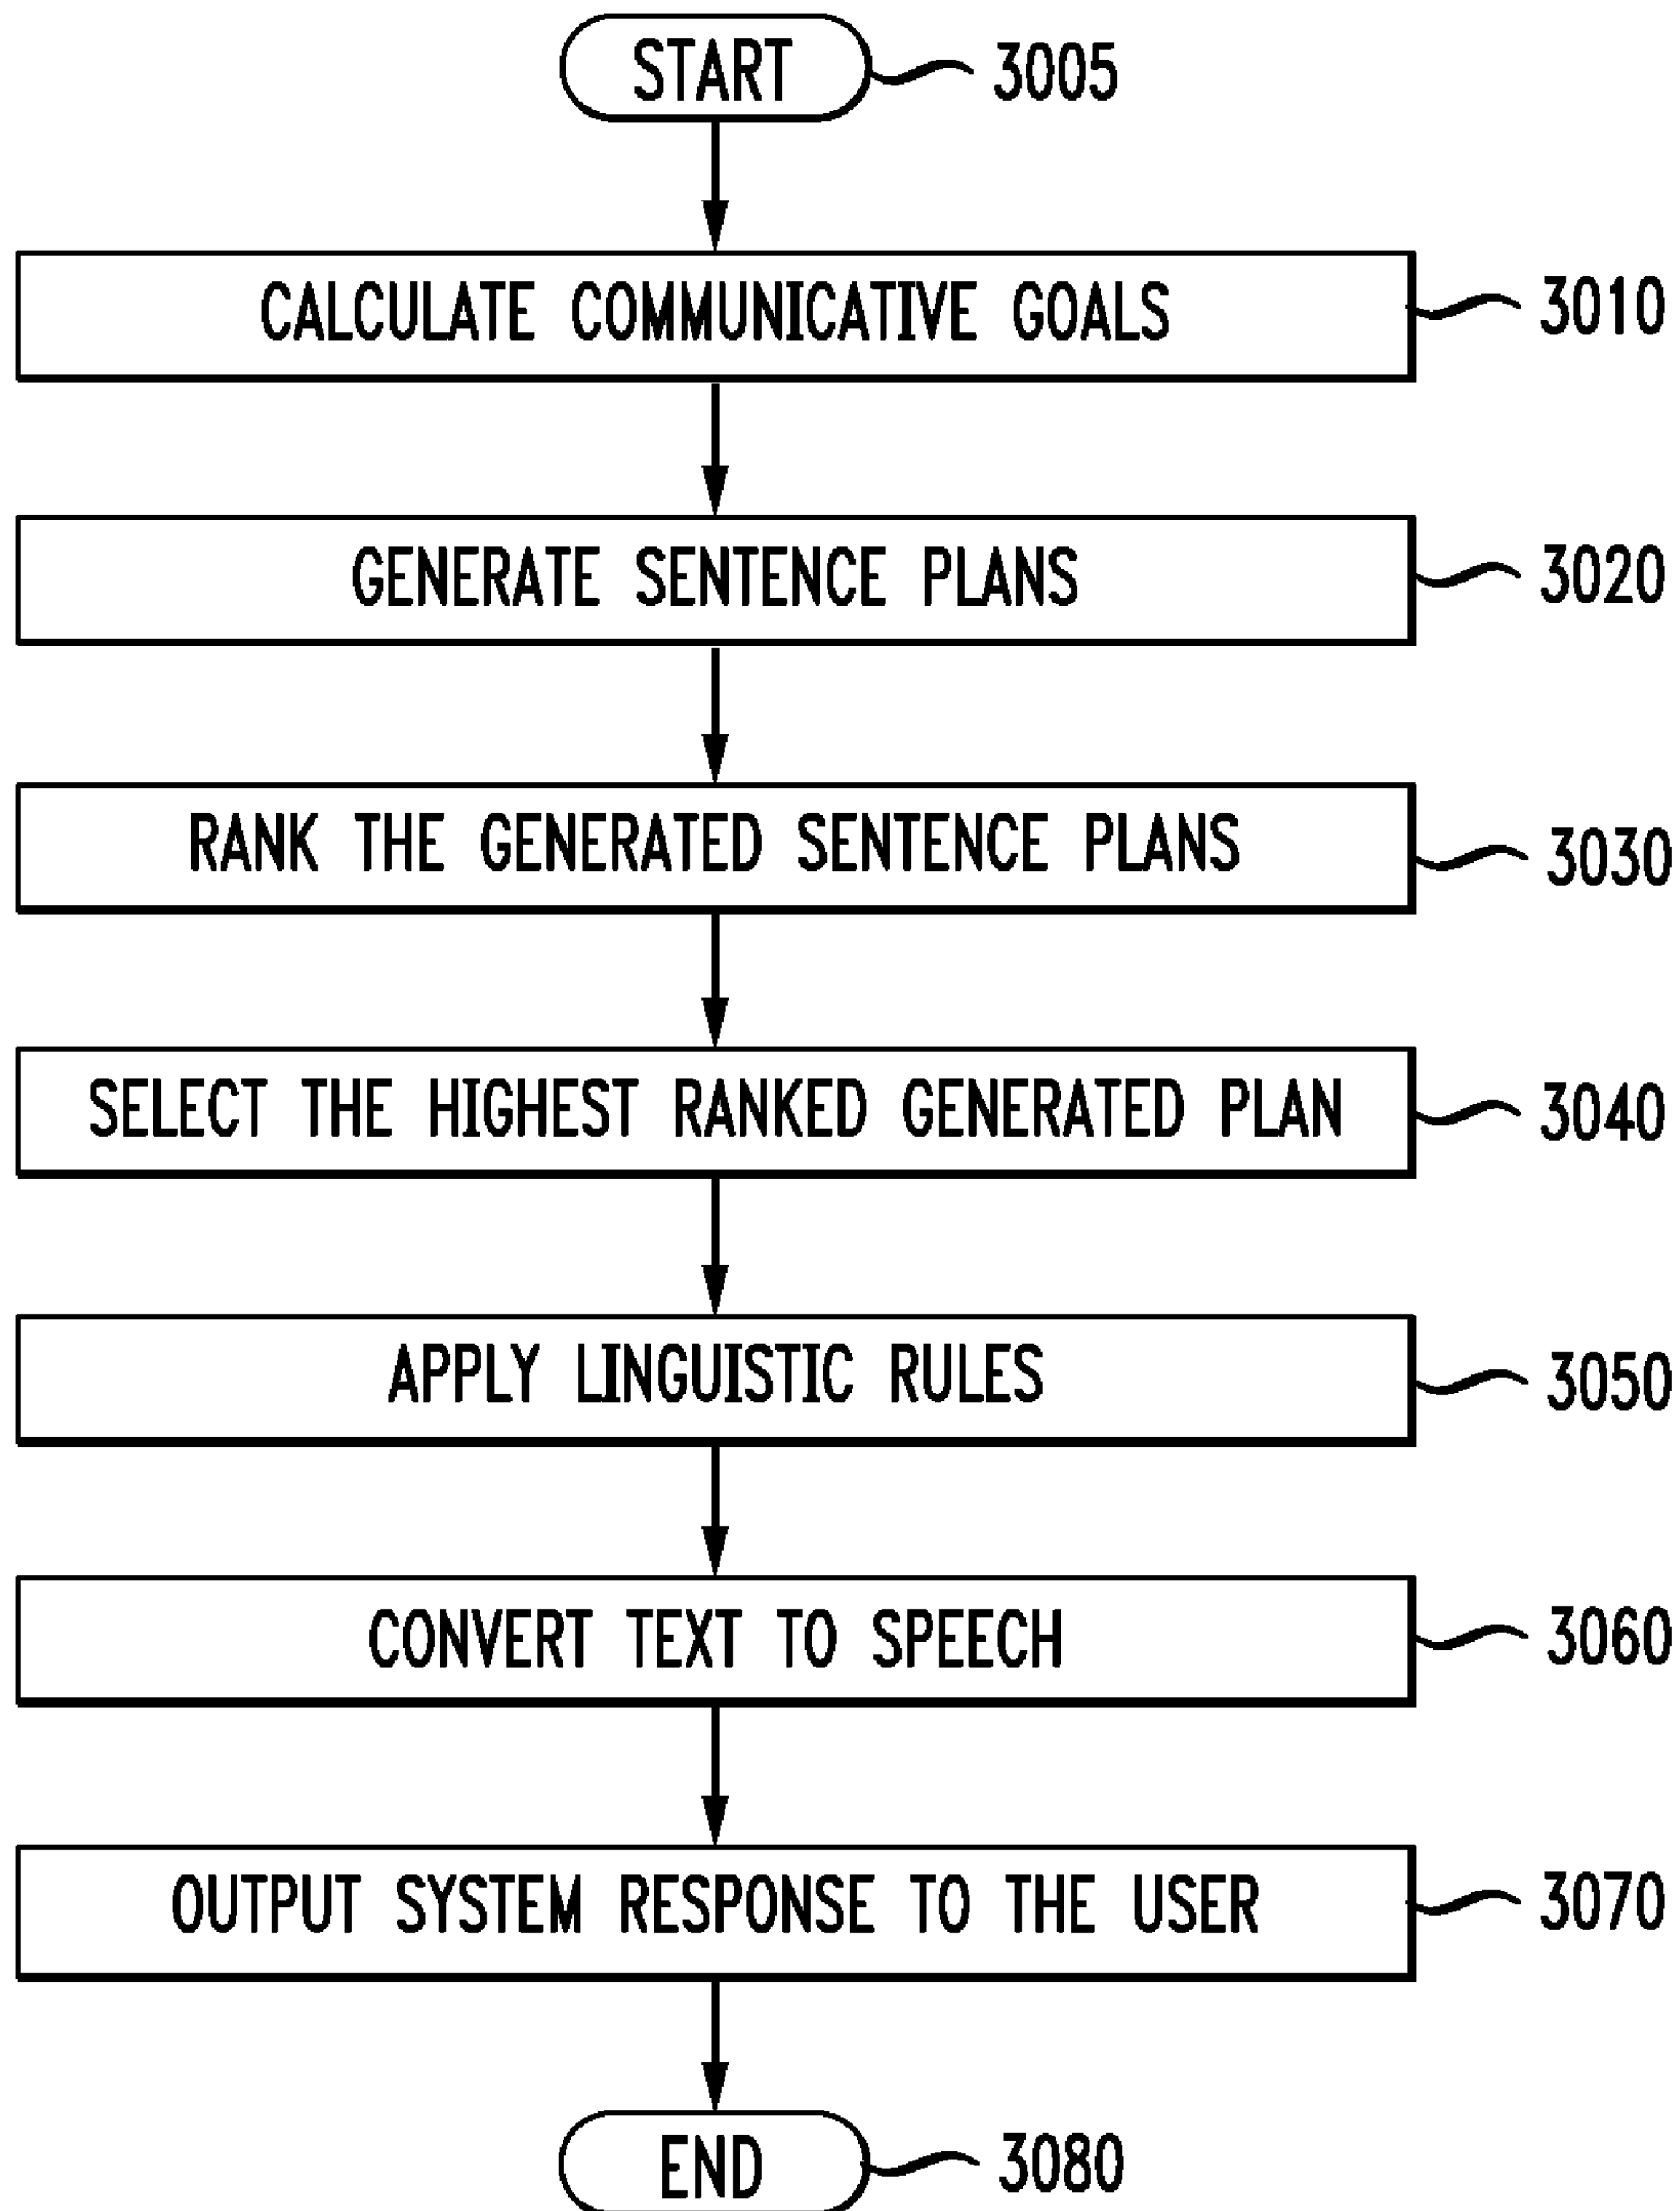 START 3005
CALCULATE COMMUNICATIVE GOALS 3010
GENERATE SENTENCE PLANS 3020
RANK THE GENERATED SENTENCE PLANS 3030
SELECT THE HIGHEST RANKED GENERATED PLAN 3040
APPLY LINGUISTIC RULES 3050
CONVERT TEXT TO SPEECH 3060
OUTPUT SYSTEM RESPONSE TO THE USER 3070
END 3080